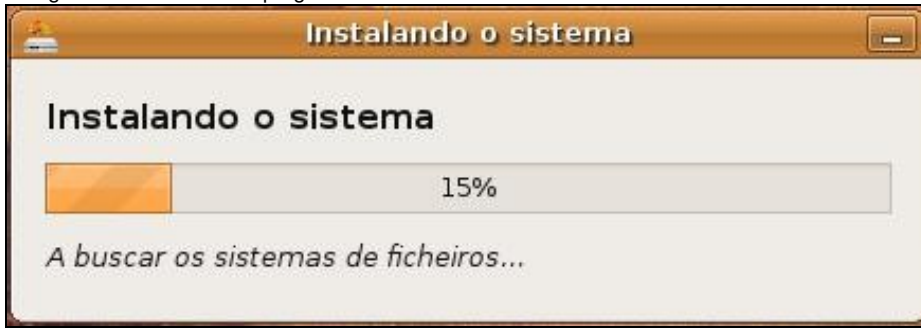 Instalando o sistema
Instalando o sistema
15%
A buscar os sistemas de ficheiros...